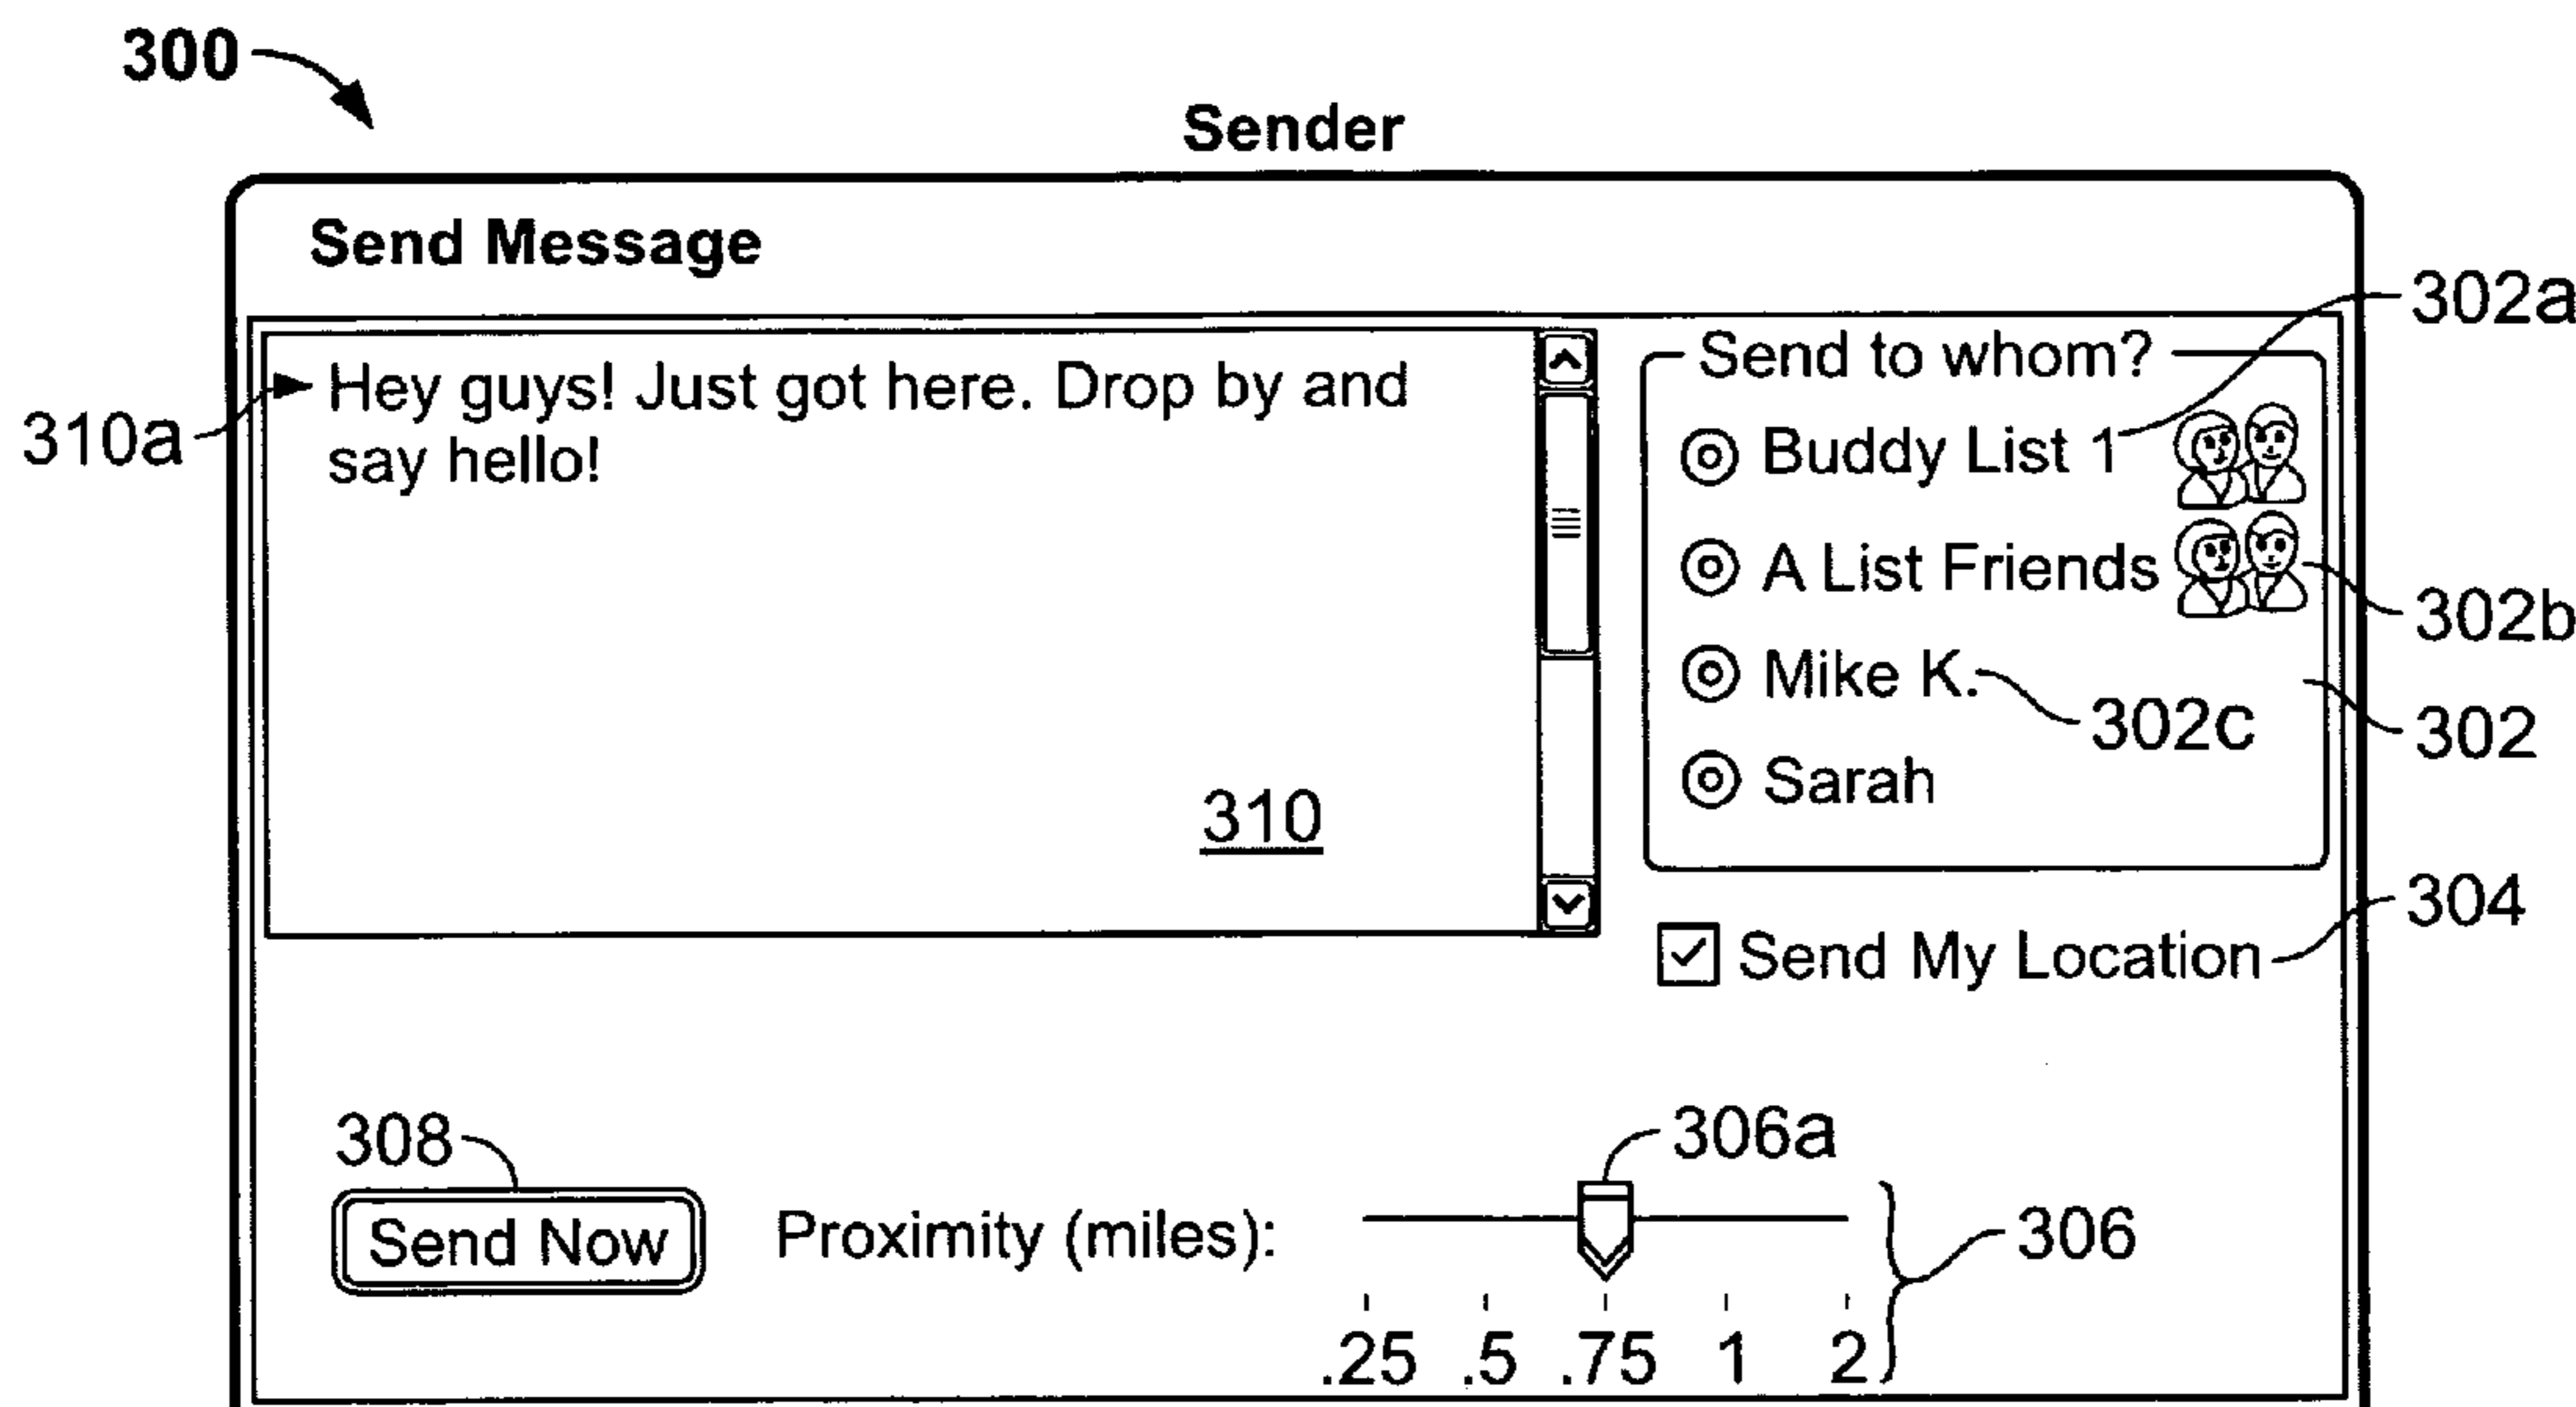 300
Sender
Send Message
302a
310a
Hey guys! Just got here. Drop by and
say hello!
310
Send to whom?
Buddy List 1
A List Friends
302b
Mike K.
302c
302
Sarah
304
Send My Location
308
Send Now
Proximity (miles):
306a
306
.25 .5 .75 1 2